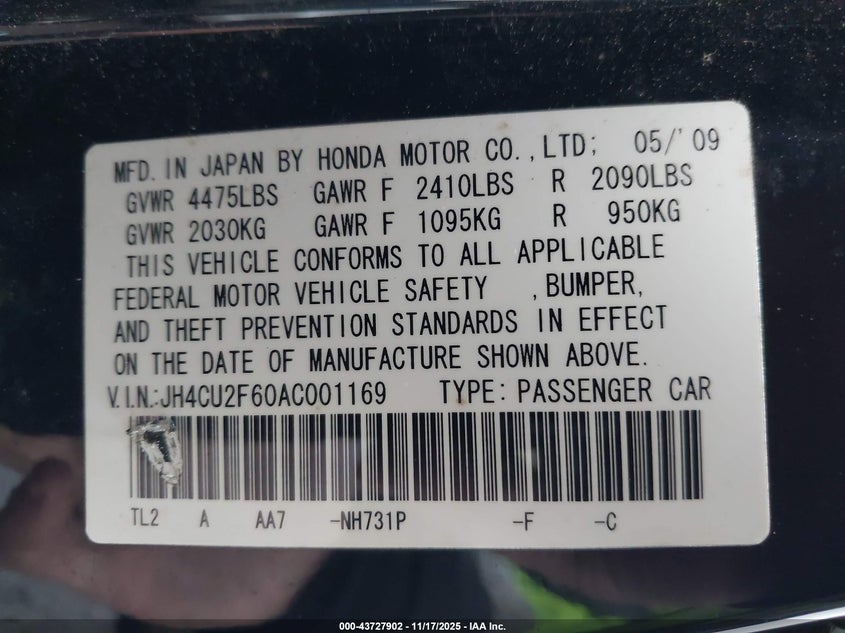 MFD. IN JAPAN BY HONDA MOTOR CO.,LTD; 05/'09
GVWR 4475LBS GAWR F 2410LBS R 2090LBS
GVWR 2030KG GAWR F 1095KG R 950KG
THIS VEHICLE CONFORMS TO ALL APPLICABLE
FEDERAL MOTOR VEHICLE SAFETY ,BUMPER,
AND THEFT PREVENTION STANDARDS IN EFFECT
ON THE DATE OF MANUFACTURE SHOWN ABOVE.
V.I.N.:JH4CU2F60AC001169 TYPE: PASSENGER CAR
TL2 A AA7 -NH731P -F -C
000-43727902 - 11/17/2025 - IAA Inc.